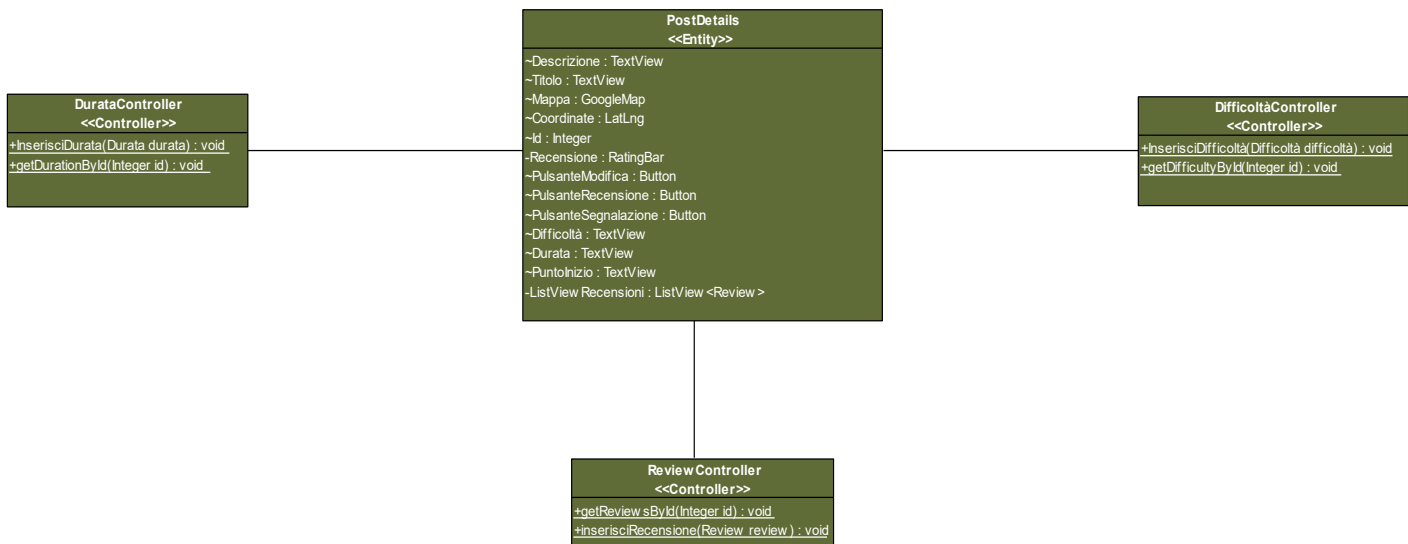 PostDetails
<<Entity>>
~Descrizione : TextView
~Titolo : TextView
~Mappa : GoogleMap
~Coordinate : LatLng
~Id : Integer
-Recensione : RatingBar
~PulsanteModifica : Button
~PulsanteRecensione : Button
~PulsanteSegnalazione : Button
~Difficoltà : TextView
~Durata : TextView
~PuntoInizio : TextView
-ListView Recensioni : ListView <Review >
DurataController
<<Controller>>
+InserisciDurata(Durata durata) : void
+getDurationById(Integer id) : void
DifficoltàController
<<Controller>>
+InserisciDifficoltà(Difficoltà difficoltà) : void
+getDifficultyById(Integer id) : void
Review Controller
<<Controller>>
+getReview sById(Integer id) : void
+inserisciRecensione(Review review ) : void